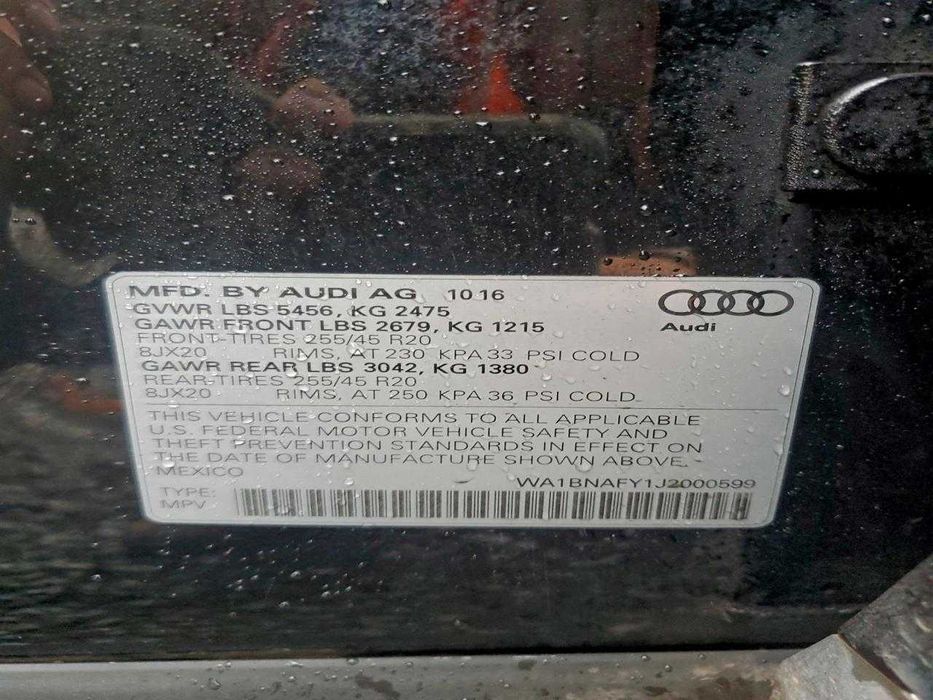 MFD. BY AUDI AG 10 16
GVWR LBS 5456, KG 2475
GAWR FRONT LBS 2679, KG 1215
FRONT-TIRES 255/45 R20
8JX20 RIMS, AT 230 KPA 33 PSI COLD
GAWR REAR LBS 3042, KG 1380
REAR-TIRES 255/45 R20
8JX20 RIMS, AT 250 KPA 36 PSI COLD
Audi
THIS VEHICLE CONFORMS TO ALL APPLICABLE
U.S. FEDERAL MOTOR VEHICLE SAFETY AND
THEFT PREVENTION STANDARDS IN EFFECT ON
THE DATE OF MANUFACTURE SHOWN ABOVE.
MEXICO
WA1BNAFY1J2000599
TYPE:
MPV